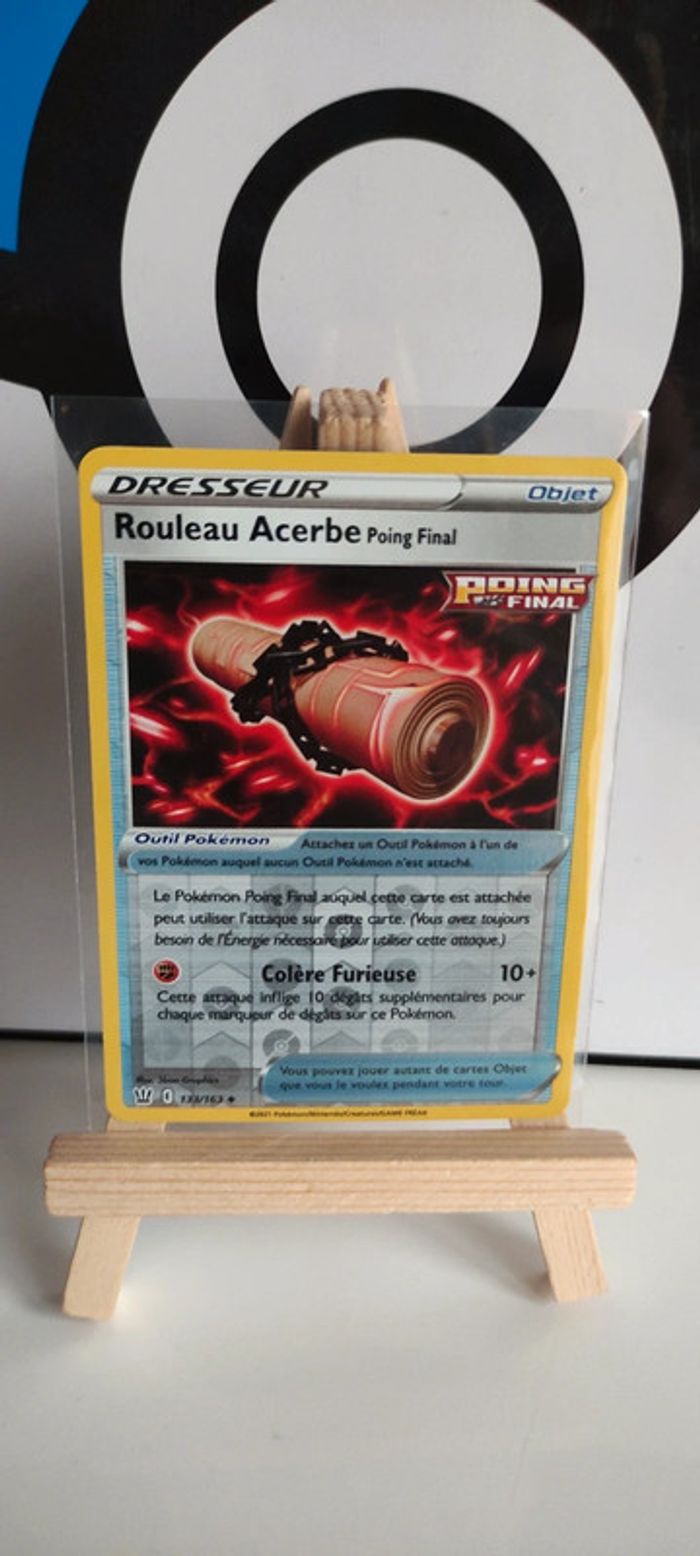 DRESSEUR Objet
Rouleau Acerbe Poing Final
POING
FINAL
Outil Pokémon Attachez un Outil Pokémon à l'un de
vos Pokémon auquel aucun Outil Pokémon n'est attaché.
Le Pokémon Poing Final auquel cette carte est attachée
peut utiliser l'attaque sur cette carte. (Vous avez toujours
besoin de l'Énergie nécessaire pour utiliser cette attaque.)
Colère Furieuse 10+
Cette attaque inflige 10 dégâts supplémentaires pour
chaque marqueur de dégâts sur ce Pokémon.
Vous pouvez jouer autant de cartes Objet
que vous le voulez pendant votre tour.
133/163
©2021 Pokémon/Nintendo/Creatures/GAME FREAK